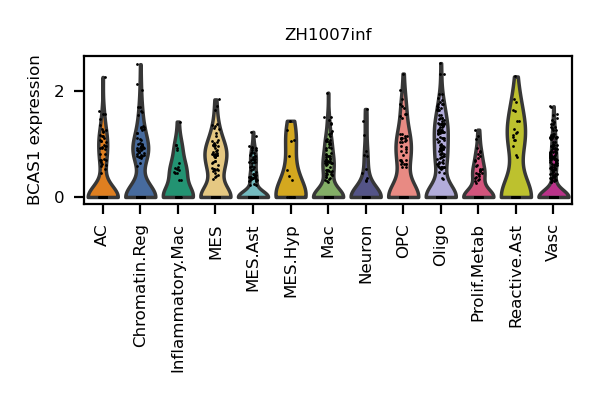 ZH1007inf
BCAS1 expression
2
0
AC
Chromatin.Reg
Inflammatory.Mac
MES
MES.Ast
MES.Hyp
Mac
Neuron
OPC
Oligo
Prolif.Metab
Reactive.Ast
Vasc